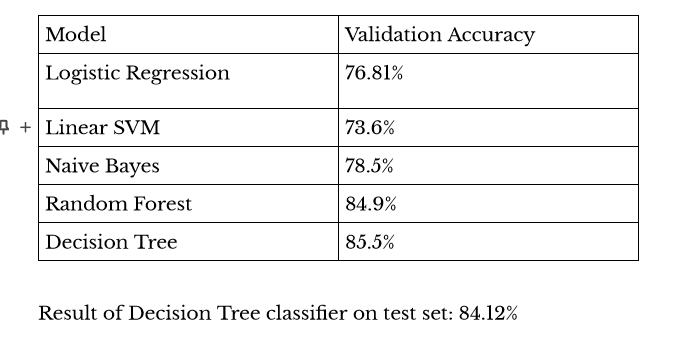 Model Validation Accuracy
Logistic Regression 76.81%
Linear SVM 73.6%
Naive Bayes 78.5%
Random Forest 84.9%
Decision Tree 85.5%
Result of Decision Tree classifier on test set: 84.12%